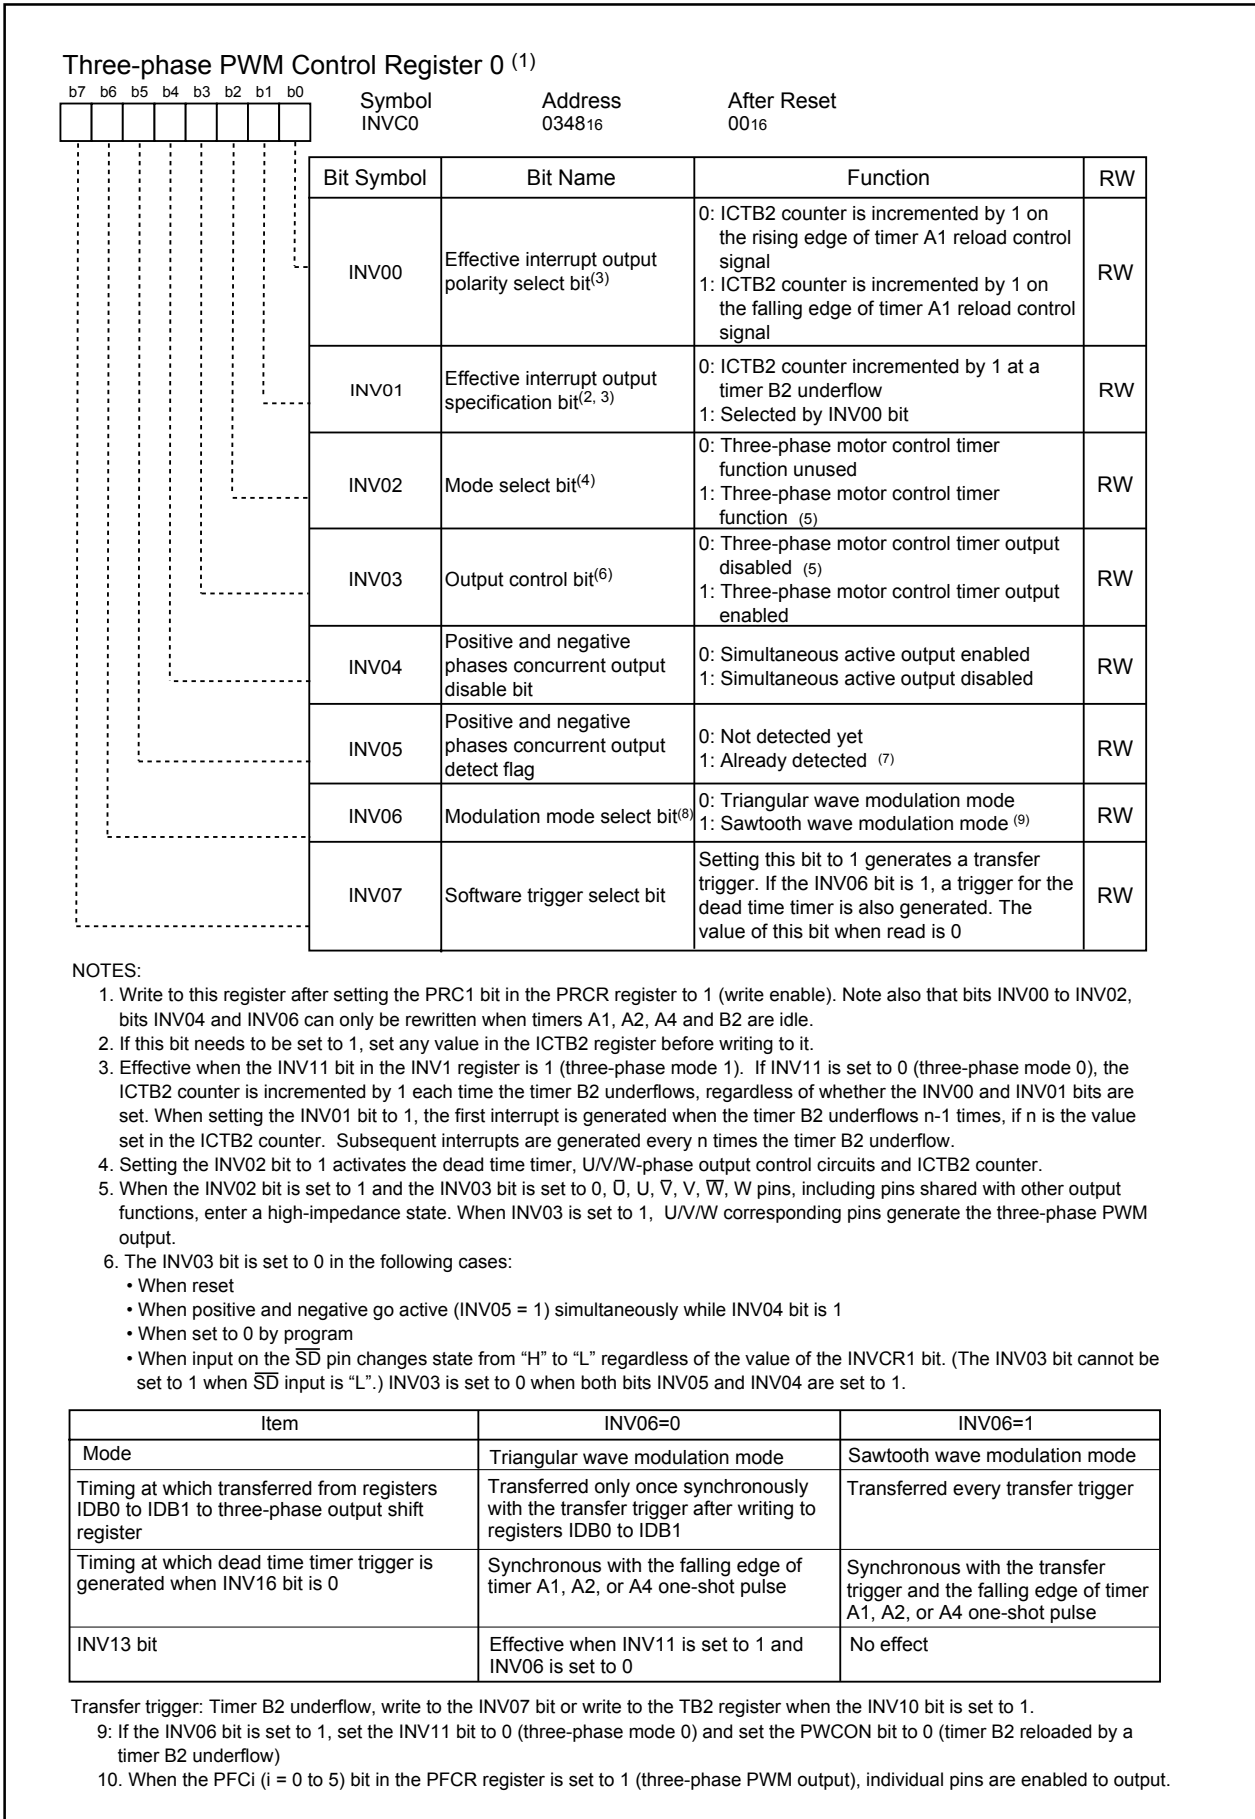 Three-phase PWM Control Register 0 (1)
b7 b6 b5 b4 b3 b2 b1 b0
Symbol Address After Reset
INVC0 034816 0016
Bit Symbol Bit Name Function RW
INV00
Effective interrupt output
polarity select bit(3)
0: ICTB2 counter is incremented by 1 on
the rising edge of timer A1 reload control
signal
1: ICTB2 counter is incremented by 1 on
the falling edge of timer A1 reload control
signal
RW
INV01
Effective interrupt output
specification bit(2, 3)
0: ICTB2 counter incremented by 1 at a
timer B2 underflow
1: Selected by INV00 bit
RW
INV02
Mode select bit(4)
0: Three-phase motor control timer
function unused
1: Three-phase motor control timer
function (5)
RW
INV03
Output control bit(6)
0: Three-phase motor control timer output
disabled (5)
1: Three-phase motor control timer output
enabled
RW
INV04
Positive and negative
phases concurrent output
disable bit
0: Simultaneous active output enabled
1: Simultaneous active output disabled
RW
INV05
Positive and negative
phases concurrent output
detect flag
0: Not detected yet
1: Already detected (7)
RW
INV06
Modulation mode select bit(8)
0: Triangular wave modulation mode
1: Sawtooth wave modulation mode (9)
RW
INV07
Software trigger select bit
Setting this bit to 1 generates a transfer
trigger. If the INV06 bit is 1, a trigger for the
dead time timer is also generated. The
value of this bit when read is 0
RW
NOTES:
1. Write to this register after setting the PRC1 bit in the PRCR register to 1 (write enable). Note also that bits INV00 to INV02,
bits INV04 and INV06 can only be rewritten when timers A1, A2, A4 and B2 are idle.
2. If this bit needs to be set to 1, set any value in the ICTB2 register before writing to it.
3. Effective when the INV11 bit in the INV1 register is 1 (three-phase mode 1). If INV11 is set to 0 (three-phase mode 0), the
ICTB2 counter is incremented by 1 each time the timer B2 underflows, regardless of whether the INV00 and INV01 bits are
set. When setting the INV01 bit to 1, the first interrupt is generated when the timer B2 underflows n-1 times, if n is the value
set in the ICTB2 counter. Subsequent interrupts are generated every n times the timer B2 underflow.
4. Setting the INV02 bit to 1 activates the dead time timer, U/V/W-phase output control circuits and ICTB2 counter.
5. When the INV02 bit is set to 1 and the INV03 bit is set to 0, U̅, U, V̅, V, W̅, W pins, including pins shared with other output
functions, enter a high-impedance state. When INV03 is set to 1, U/V/W corresponding pins generate the three-phase PWM
output.
6. The INV03 bit is set to 0 in the following cases:
• When reset
• When positive and negative go active (INV05 = 1) simultaneously while INV04 bit is 1
• When set to 0 by program
• When input on the S̅D̅ pin changes state from “H” to “L” regardless of the value of the INVCR1 bit. (The INV03 bit cannot be
set to 1 when S̅D̅ input is “L”.) INV03 is set to 0 when both bits INV05 and INV04 are set to 1.
Item INV06=0 INV06=1
Mode
Triangular wave modulation mode
Sawtooth wave modulation mode
Timing at which transferred from registers
IDB0 to IDB1 to three-phase output shift
register
Transferred only once synchronously
with the transfer trigger after writing to
registers IDB0 to IDB1
Transferred every transfer trigger
Timing at which dead time timer trigger is
generated when INV16 bit is 0
Synchronous with the falling edge of
timer A1, A2, or A4 one-shot pulse
Synchronous with the transfer
trigger and the falling edge of timer
A1, A2, or A4 one-shot pulse
INV13 bit
Effective when INV11 is set to 1 and
INV06 is set to 0
No effect
Transfer trigger: Timer B2 underflow, write to the INV07 bit or write to the TB2 register when the INV10 bit is set to 1.
9: If the INV06 bit is set to 1, set the INV11 bit to 0 (three-phase mode 0) and set the PWCON bit to 0 (timer B2 reloaded by a
timer B2 underflow)
10. When the PFCi (i = 0 to 5) bit in the PFCR register is set to 1 (three-phase PWM output), individual pins are enabled to output.